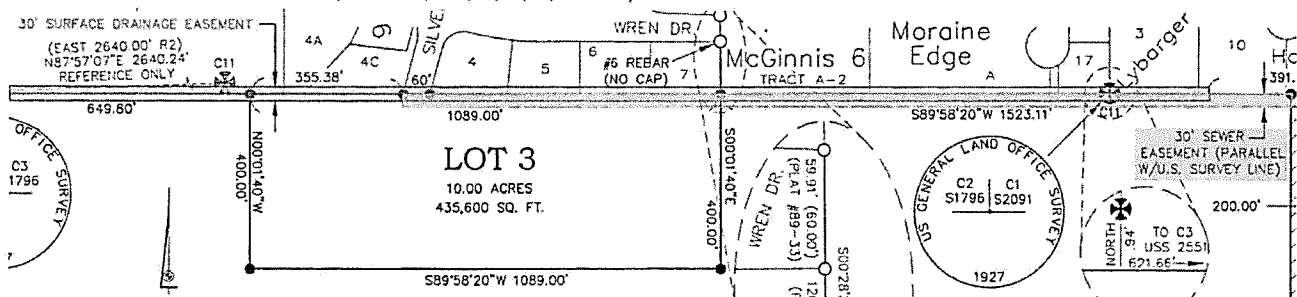 30' SURFACE DRAINAGE EASEMENT
(EAST 2640.00' R2)
N87°57'07"E 2640.24'
REFERENCE ONLY
C11
649.80'
355.38'
4A
4C
9
60'
SILVE
4
5
6
7
WREN DR.
#6 REBAR
(NO CAP)
McGinnis 6
TRACT A-2
Moraine
Edge
A
17
3
Lybarger
10
Ho
391.
C11
1089.00'
S89°58'20"W 1523.11'
30' SEWER
EASEMENT (PARALLEL
W/U.S. SURVEY LINE)
OFFICE SURVEY
C3
1796
N00°01'40"W
400.00'
LOT 3
10.00 ACRES
435,600 SQ. FT.
S00°01'40"E
400.00'
S89°58'20"W 1089.00'
WREN DR.
59.91' (60.00')
(PLAT #89-33)
S00°28'
US GENERAL LAND OFFICE SURVEY
C2 C1
S1796 S2091
1927
200.00'
NORTH
.94'
TO C3
USS 2551
621.66'